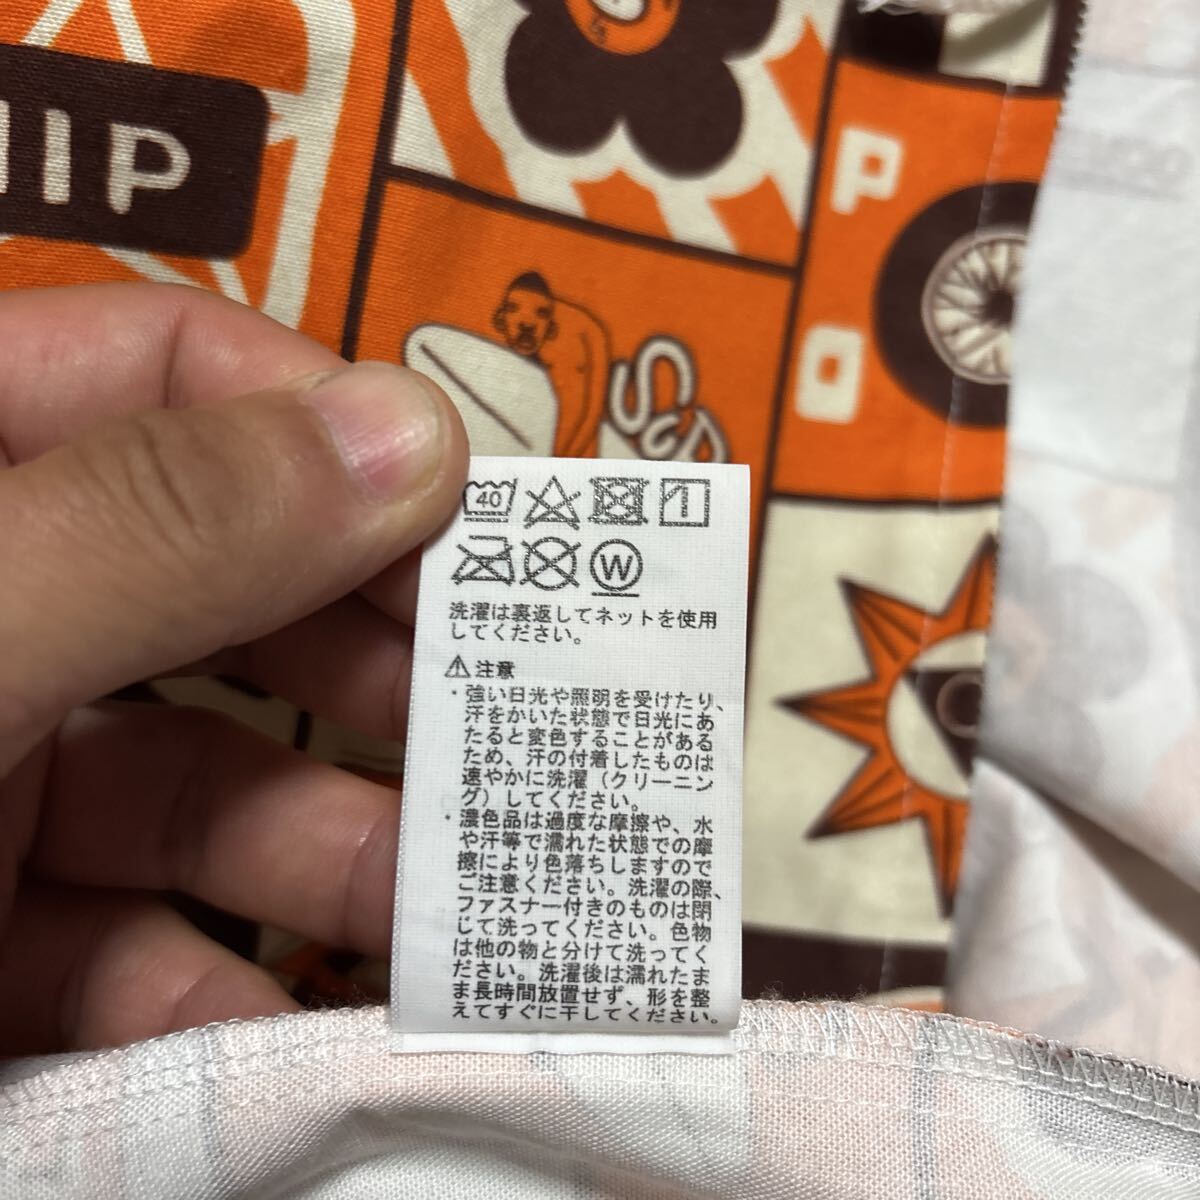 HIP
P
O
40
W
洗濯は裏返してネットを使用
してください。
注意
・強い日光や照明を受けたり、
汗をかいた状態で日光にあ
たると変色することがある
ため、汗の付着したものは
速やかに洗濯（クリーニン
グ）してください。
・濃色品は過度な摩擦や、水
や汗等で濡れた状態での摩
擦により色落ちしますので
ご注意ください。洗濯の際、
ファスナー付きのものは閉
じて洗ってください。色物
は他の物と分けて洗ってく
ださい。洗濯後は濡れたま
ま長時間放置せず、形を整
えてすぐに干してください。